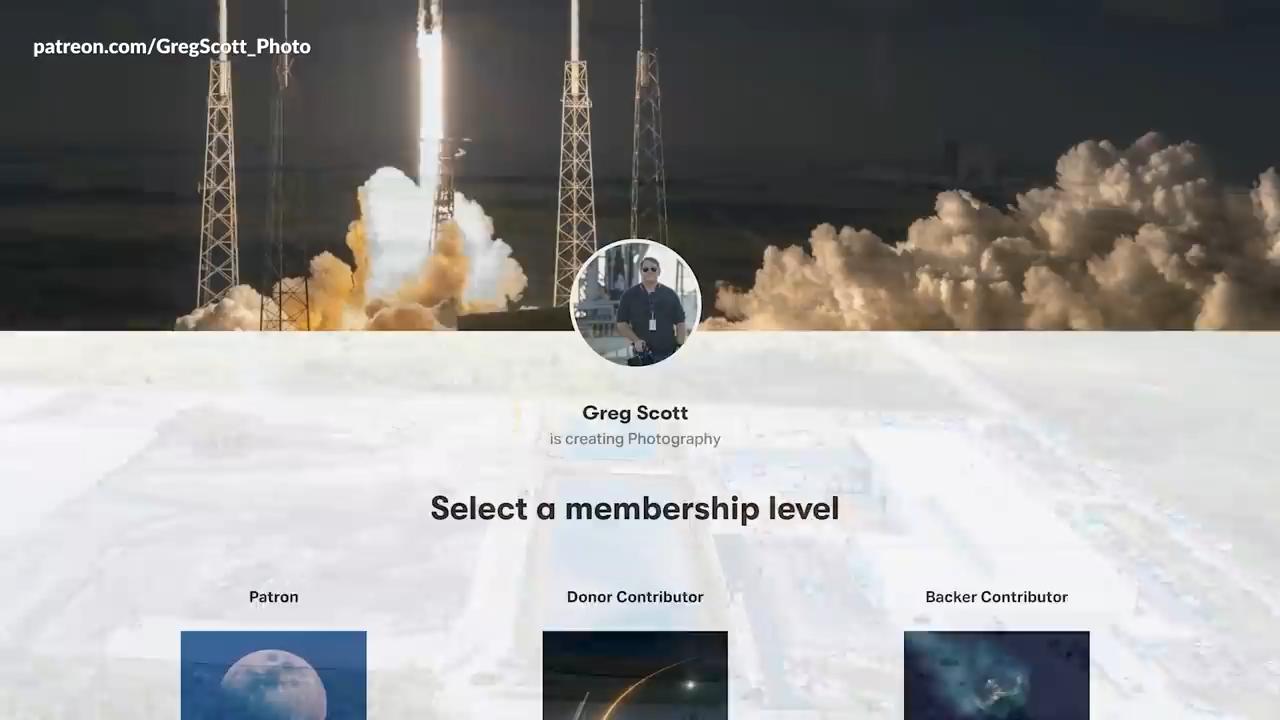 patreon.com/GregScott_Photo
Greg Scott
is creating Photography
Select a membership level
Patron
Donor Contributor
Backer Contributor